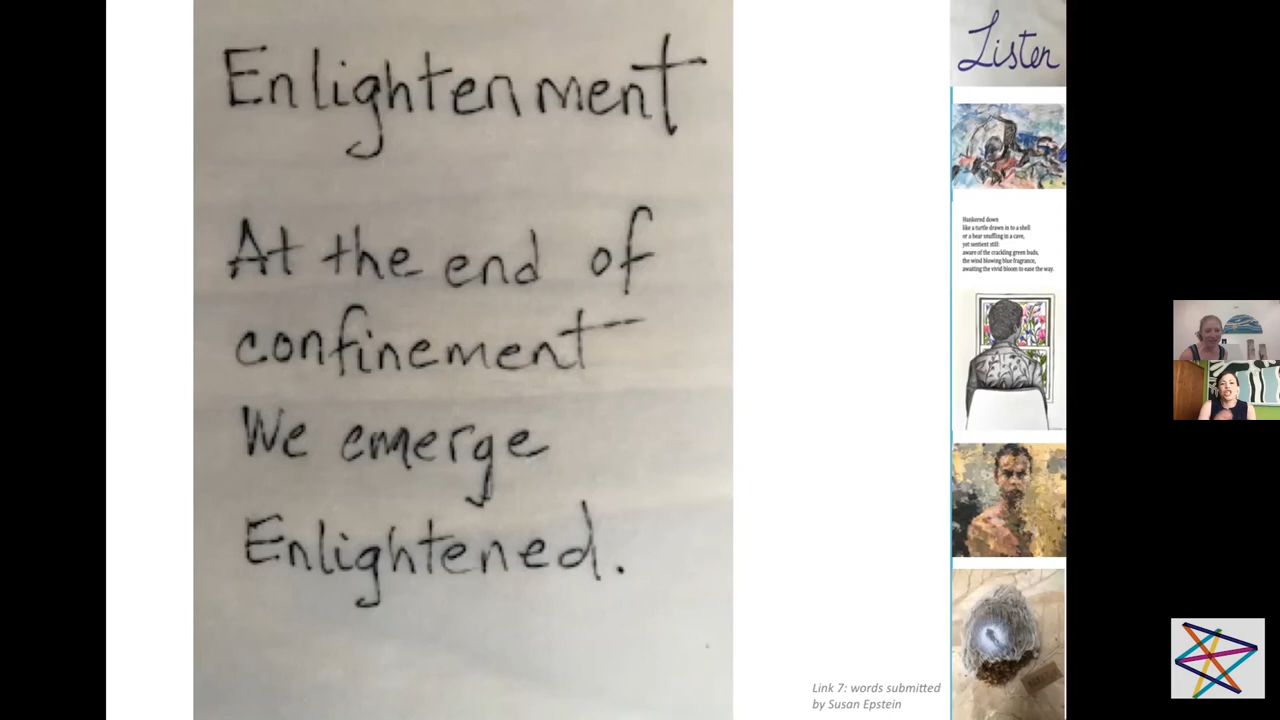 Enlightenment
At the end of
confinement
We emerge
Enlightened.
Listen
Hunkered down
like a turtle drawn in to a shell
or a bear snuffling in a cave,
yet sentient still:
aware of the crackling green buds,
the wind blowing blue fragrance,
awaiting the vivid bloom to ease the way.
Link 7: words submitted
by Susan Epstein